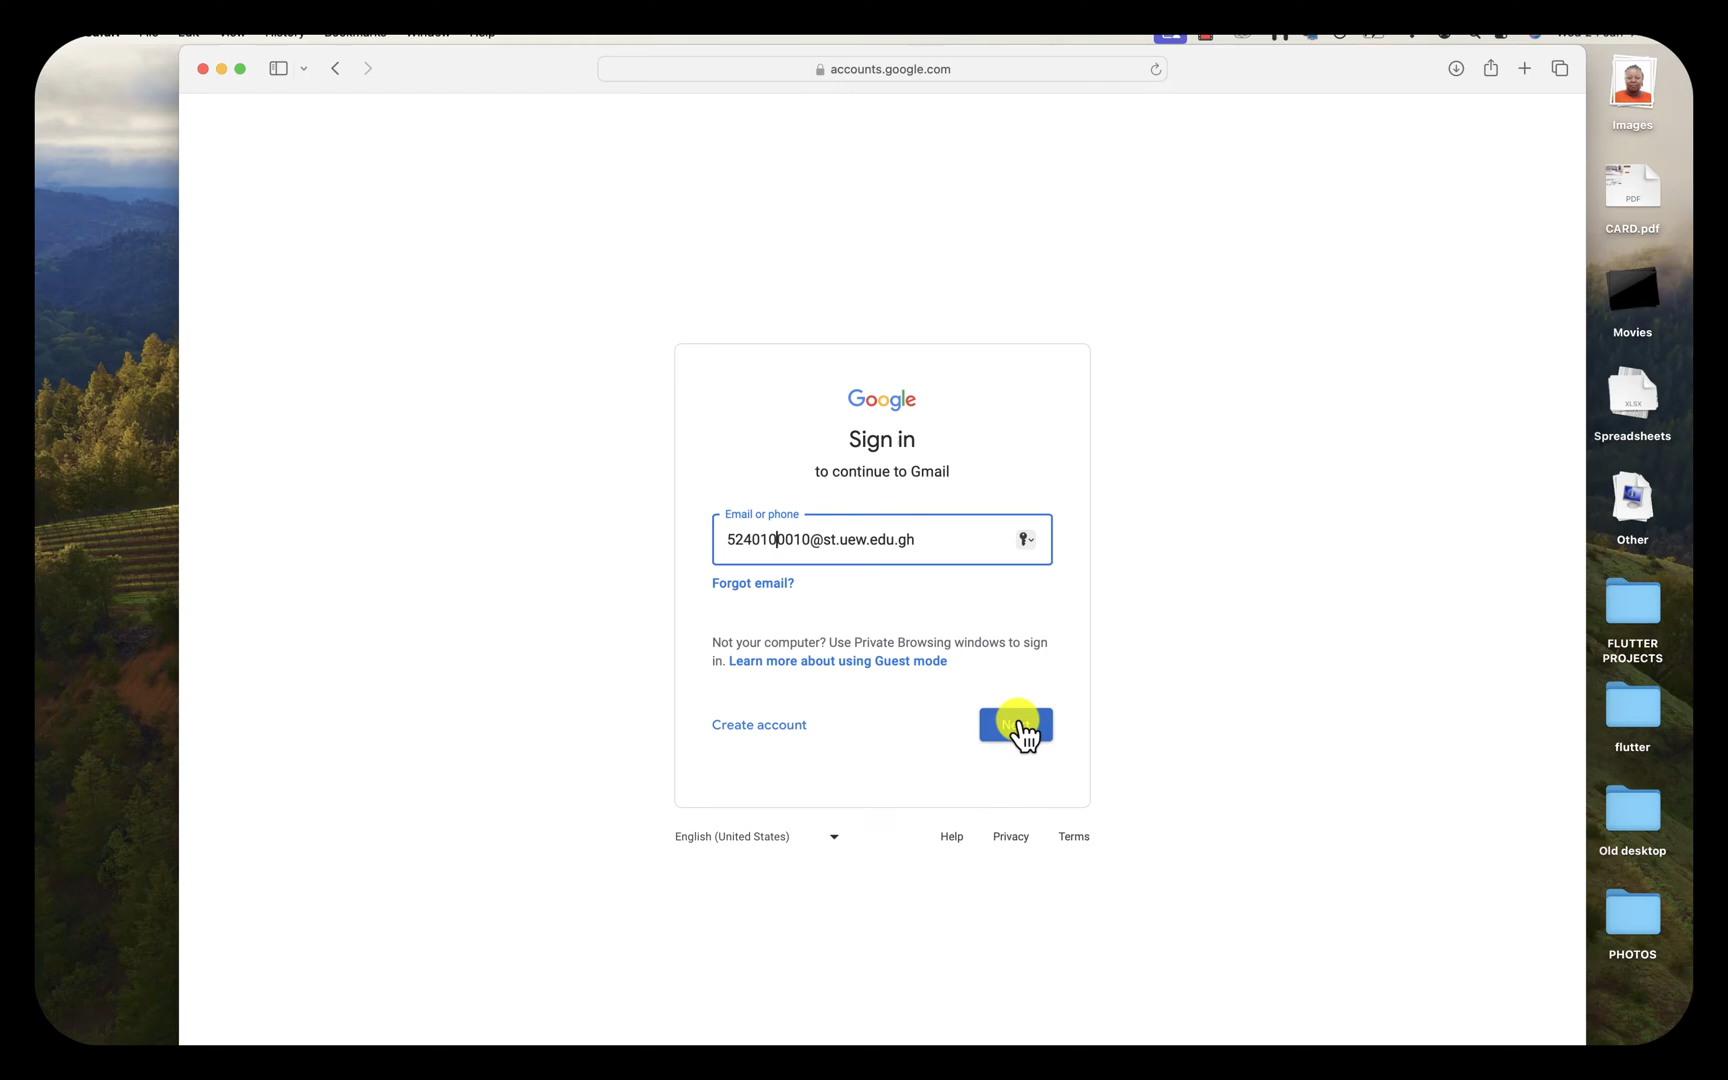 accounts.google.com
Images
PDF
CARD.pdf
Movies
XLSX
Spreadsheets
Other
FLUTTER
PROJECTS
flutter
Old desktop
PHOTOS
Google
Sign in
to continue to Gmail
Email or phone
5240100010@st.uew.edu.gh
Forgot email?
Not your computer? Use Private Browsing windows to sign
in. Learn more about using Guest mode
Create account
English (United States)
Help Privacy Terms